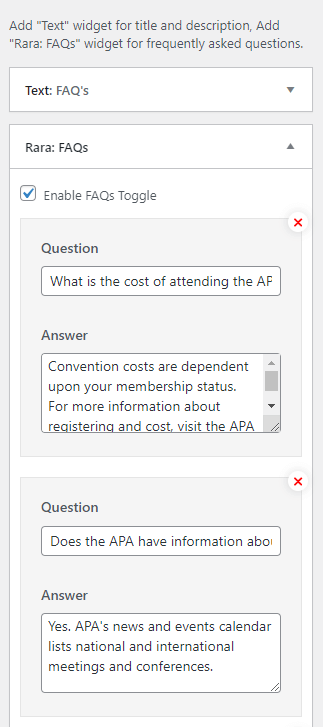 Add "Text" widget for title and description, Add
"Rara: FAQs" widget for frequently asked questions.
Text: FAQ's
Rara: FAQs
Enable FAQs Toggle
Question
What is the cost of attending the AP
Answer
Convention costs are dependent
upon your membership status.
For more information about
registering and cost, visit the APA
Question
Does the APA have information abou
Answer
Yes. APA's news and events calendar
lists national and international
meetings and conferences.